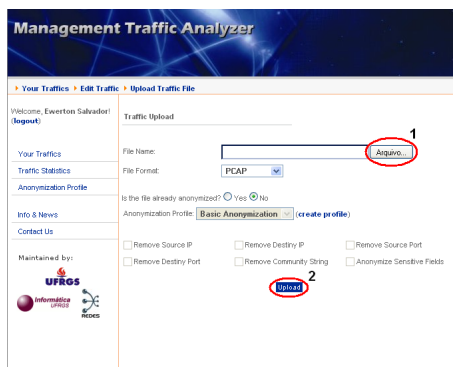 Management Traffic Analyzer
Your Traffics Edit Traffic Upload Traffic File
Welcome, Ewerton Salvador!
(logout)
Your Traffics
Traffic Statistics
Anonymization Profile
Info & News
Contact Us
Maintained by:
UFRGS
Informática
UFRGS
REDES
Traffic Upload
1
File Name:
Arquivo...
File Format: PCAP
Is the file already anonymized? Yes No
Anonymization Profile: Basic Anonymization (create profile)
Remove Source IP Remove Destiny IP Remove Source Port
Remove Destiny Port Remove Community String Anonymize Sensitive Fields
2
Upload